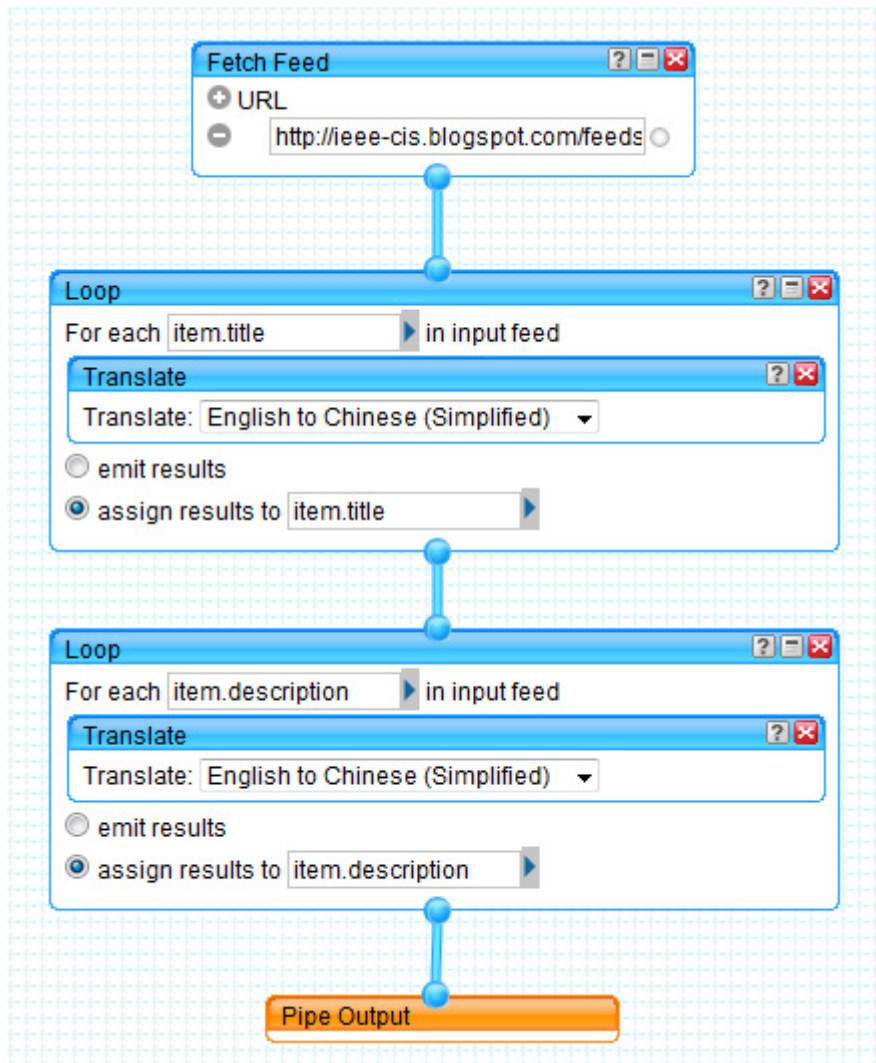 Fetch Feed
URL
http://ieee-cis.blogspot.com/feeds
Loop
For each item.title in input feed
Translate
Translate: English to Chinese (Simplified)
emit results
assign results to item.title
Loop
For each item.description in input feed
Translate
Translate: English to Chinese (Simplified)
emit results
assign results to item.description
Pipe Output